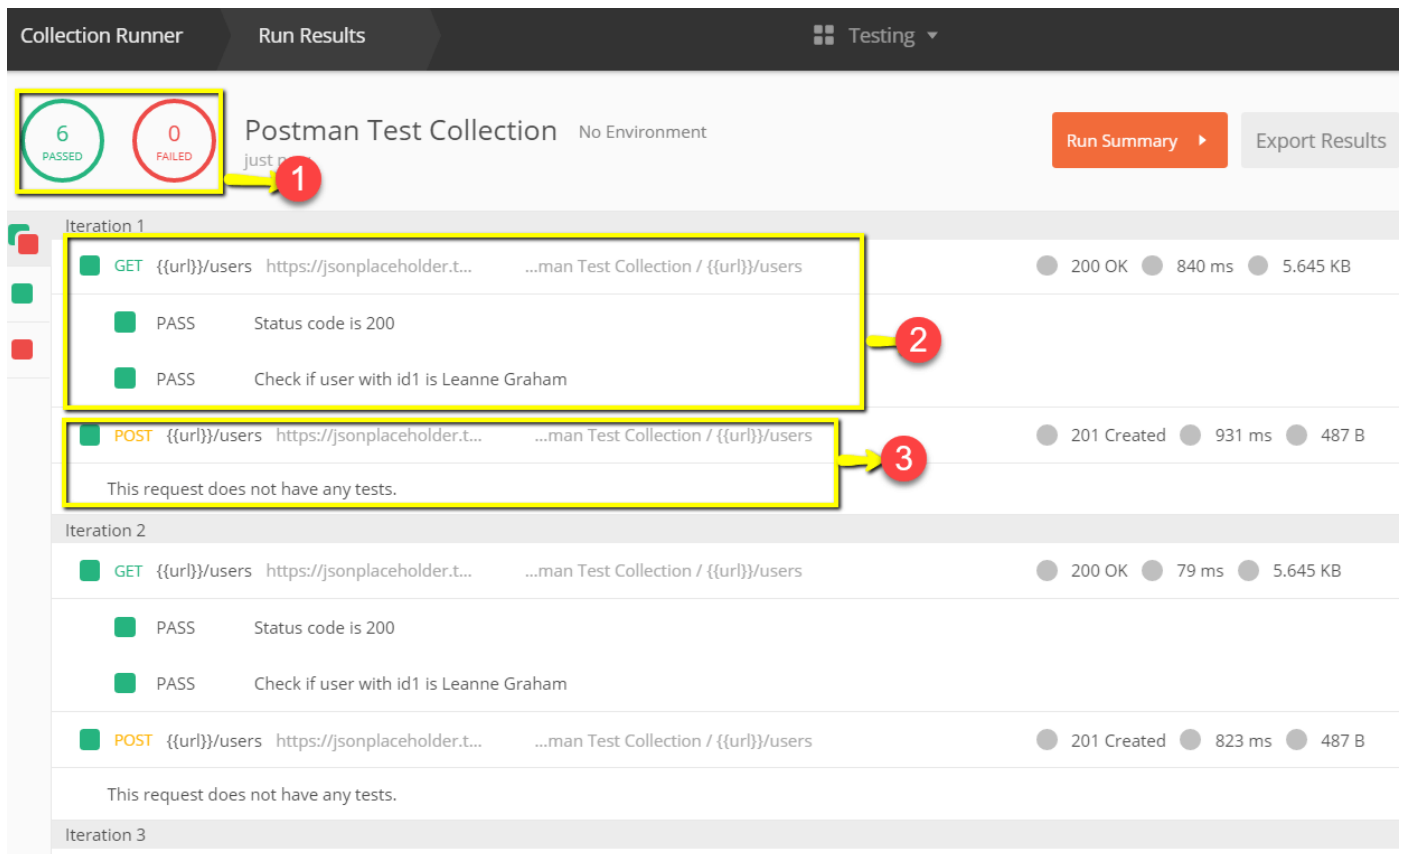 Collection Runner Run Results Testing
6 PASSED 0 FAILED Postman Test Collection No Environment Run Summary Export Results
just
1
Iteration 1
GET {{url}}/users https://jsonplaceholder.t... ...man Test Collection / {{url}}/users 200 OK 840 ms 5.645 KB
PASS Status code is 200
2
PASS Check if user with id1 is Leanne Graham
POST {{url}}/users https://jsonplaceholder.t... ...man Test Collection / {{url}}/users 201 Created 931 ms 487 B
3
This request does not have any tests.
Iteration 2
GET {{url}}/users https://jsonplaceholder.t... ...man Test Collection / {{url}}/users 200 OK 79 ms 5.645 KB
PASS Status code is 200
PASS Check if user with id1 is Leanne Graham
POST {{url}}/users https://jsonplaceholder.t... ...man Test Collection / {{url}}/users 201 Created 823 ms 487 B
This request does not have any tests.
Iteration 3